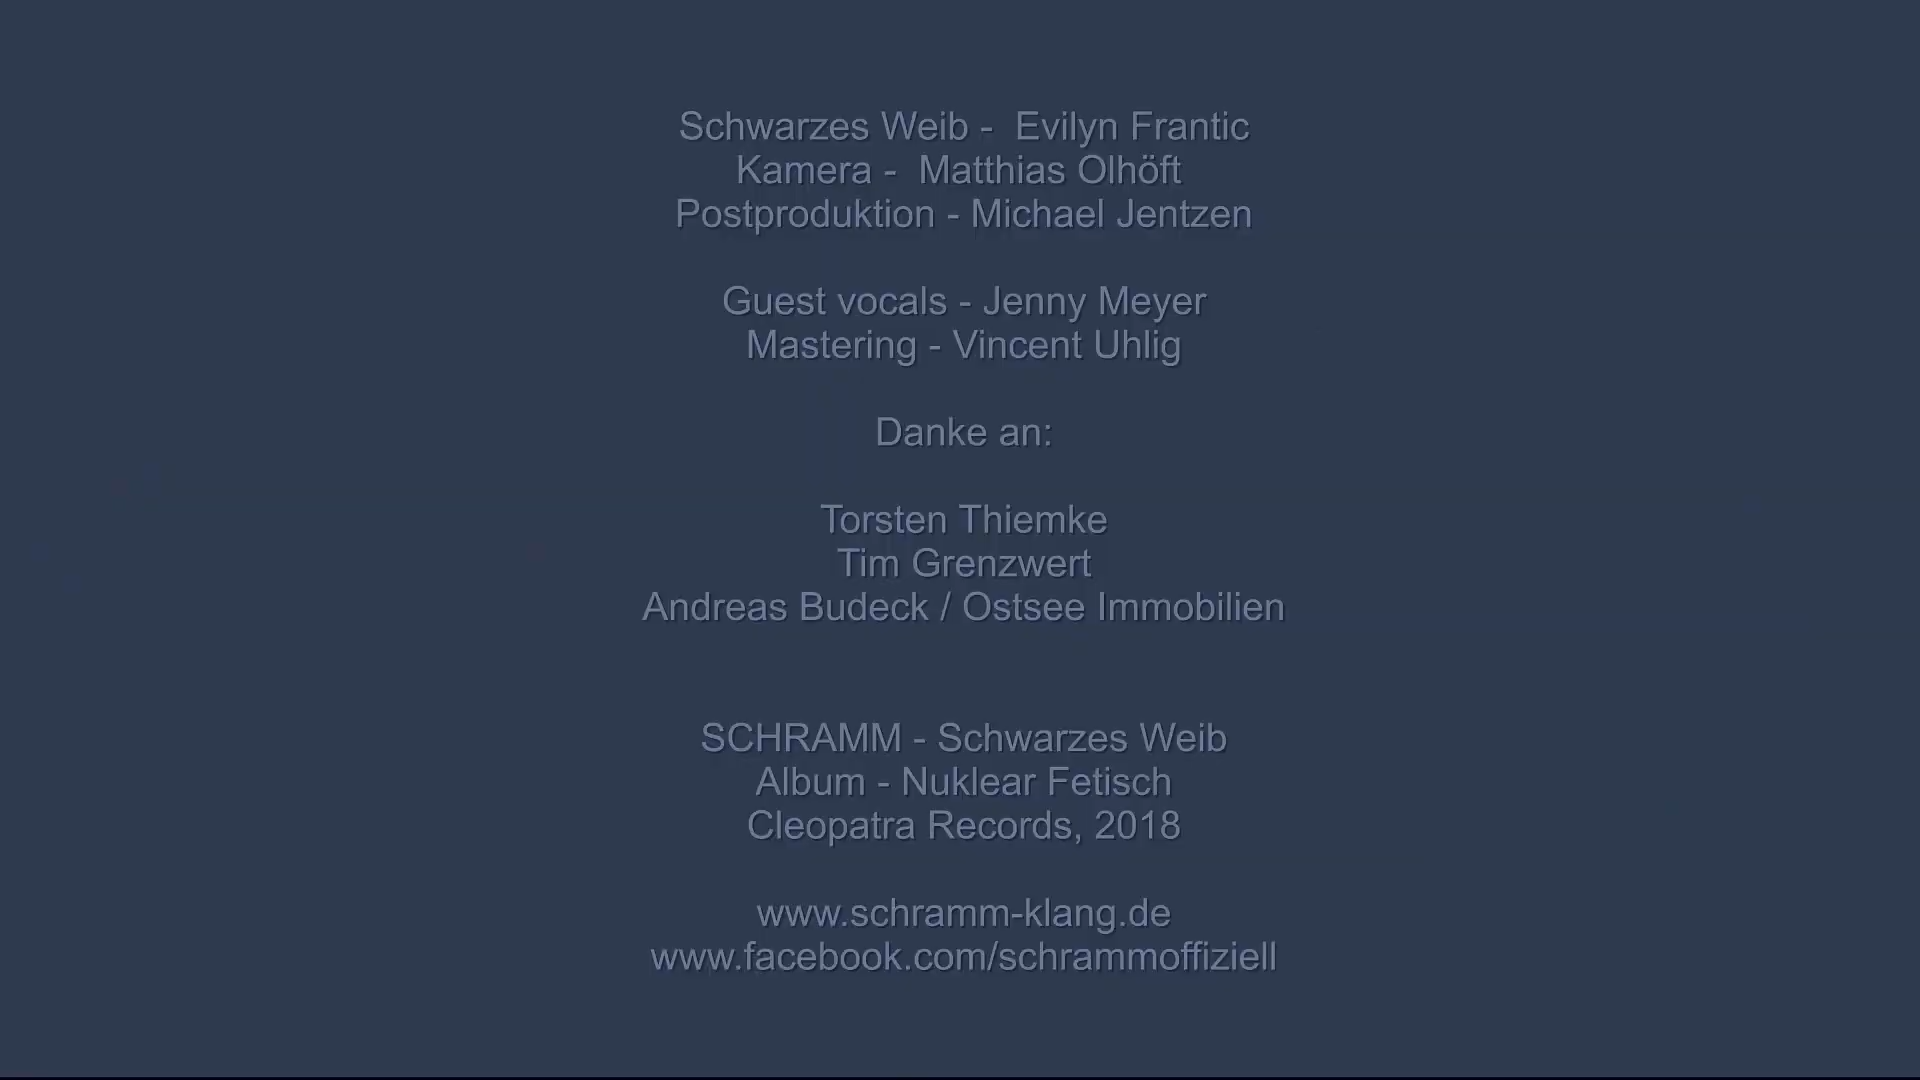 Schwarzes Weib -  Evilyn Frantic
Kamera -  Matthias Olhöft
Postproduktion - Michael Jentzen
Guest vocals - Jenny Meyer
Mastering - Vincent Uhlig
Danke an:
Torsten Thiemke
Tim Grenzwert
Andreas Budeck / Ostsee Immobilien
SCHRAMM - Schwarzes Weib
Album - Nuklear Fetisch
Cleopatra Records, 2018
www.schramm-klang.de
www.facebook.com/schrammoffiziell